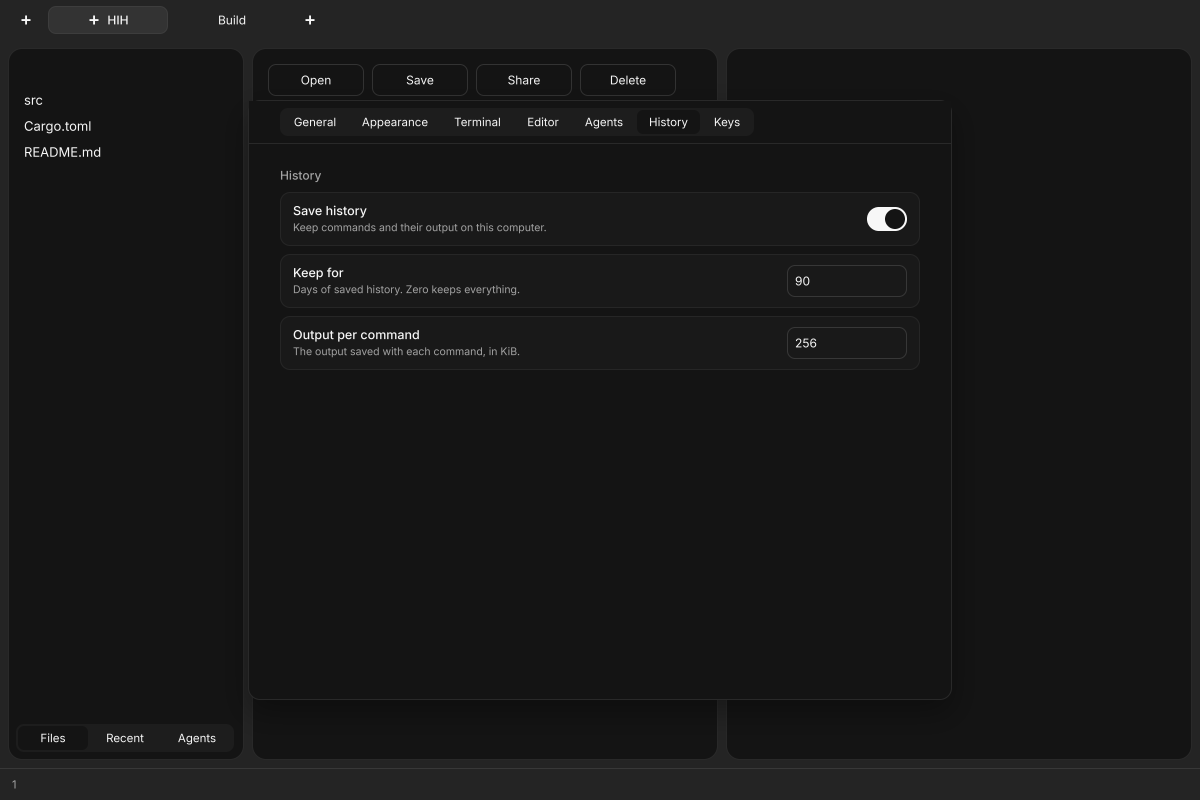 HIH
Build
Open
Save
Share
Delete
src
Cargo.toml
README.md
General
Appearance
Terminal
Editor
Agents
History
Keys
History
Save history
Keep commands and their output on this computer.
Keep for
Days of saved history. Zero keeps everything.
90
Output per command
The output saved with each command, in KiB.
256
Files
Recent
Agents
1